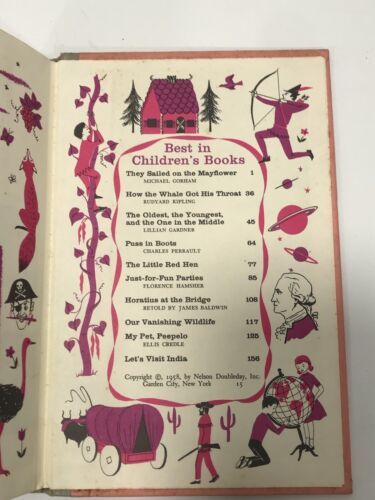 Best in
Children's Books
They Sailed on the Mayflower 1
MICHAEL GORHAM
How the Whale Got His Throat 36
RUDYARD KIPLING
The Oldest, the Youngest,
and the One in the Middle 45
LILLIAN GARDNER
Puss in Boots 64
CHARLES PERRAULT
The Little Red Hen 77
Just-for-Fun Parties 85
FLORENCE HAMSHER
Horatius at the Bridge 108
RETOLD BY JAMES BALDWIN
Our Vanishing Wildlife 117
My Pet, Peepelo 125
ELLIS CREDLE
Let's Visit India 156
Copyright ©, 1958, by Nelson Doubleday, Inc.
Garden City, New York 15